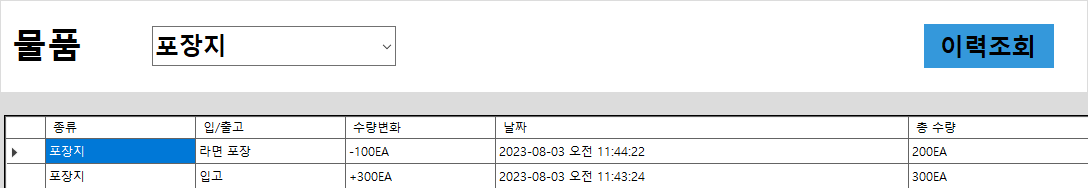 물품 포장지 이력조회
종류 입/출고 수량변화 날짜 총 수량
포장지 라면 포장 -100EA 2023-08-03 오전 11:44:22 200EA
포장지 입고 +300EA 2023-08-03 오전 11:43:24 300EA